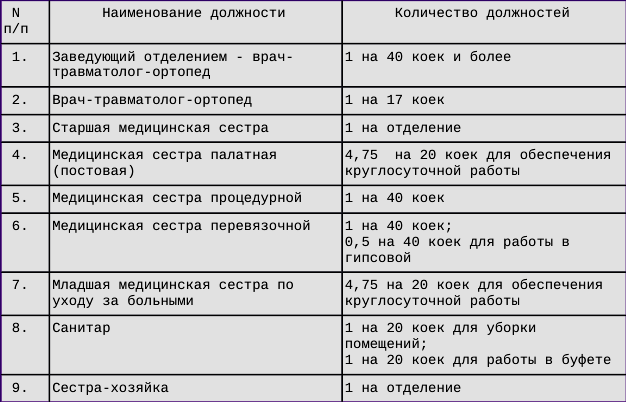 N
п/п
Наименование должности
Количество должностей
1.
Заведующий отделением - врач-
травматолог-ортопед
1 на 40 коек и более
2.
Врач-травматолог-ортопед
1 на 17 коек
3.
Старшая медицинская сестра
1 на отделение
4.
Медицинская сестра палатная
(постовая)
4,75 на 20 коек для обеспечения
круглосуточной работы
5.
Медицинская сестра процедурной
1 на 40 коек
6.
Медицинская сестра перевязочной
1 на 40 коек;
0,5 на 40 коек для работы в
гипсовой
7.
Младшая медицинская сестра по
уходу за больными
4,75 на 20 коек для обеспечения
круглосуточной работы
8.
Санитар
1 на 20 коек для уборки
помещений;
1 на 20 коек для работы в буфете
9.
Сестра-хозяйка
1 на отделение